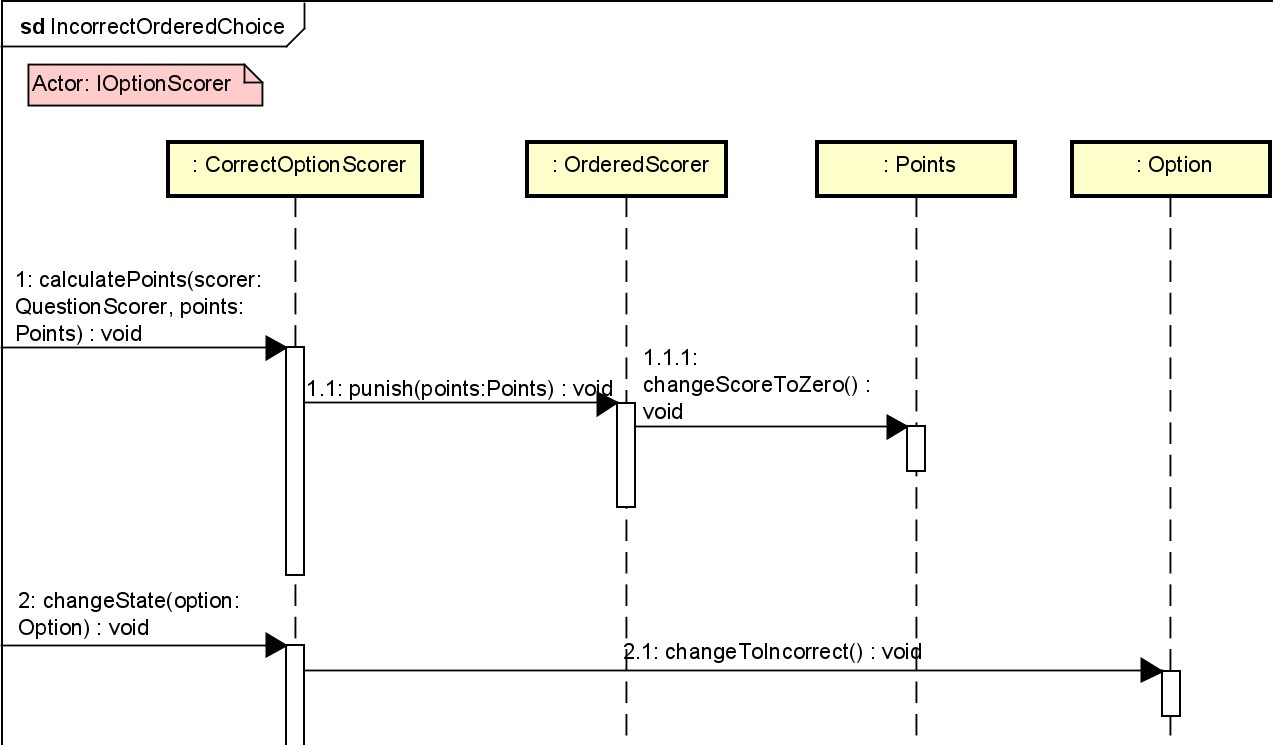 sd IncorrectOrderedChoice
Actor: IOptionScorer
: CorrectOptionScorer
: OrderedScorer
: Points
: Option
1: calculatePoints(scorer:
QuestionScorer, points:
Points) : void
1.1: punish(points:Points) : void
1.1.1:
changeScoreToZero() :
void
2: changeState(option:
Option) : void
2.1: changeToIncorrect() : void